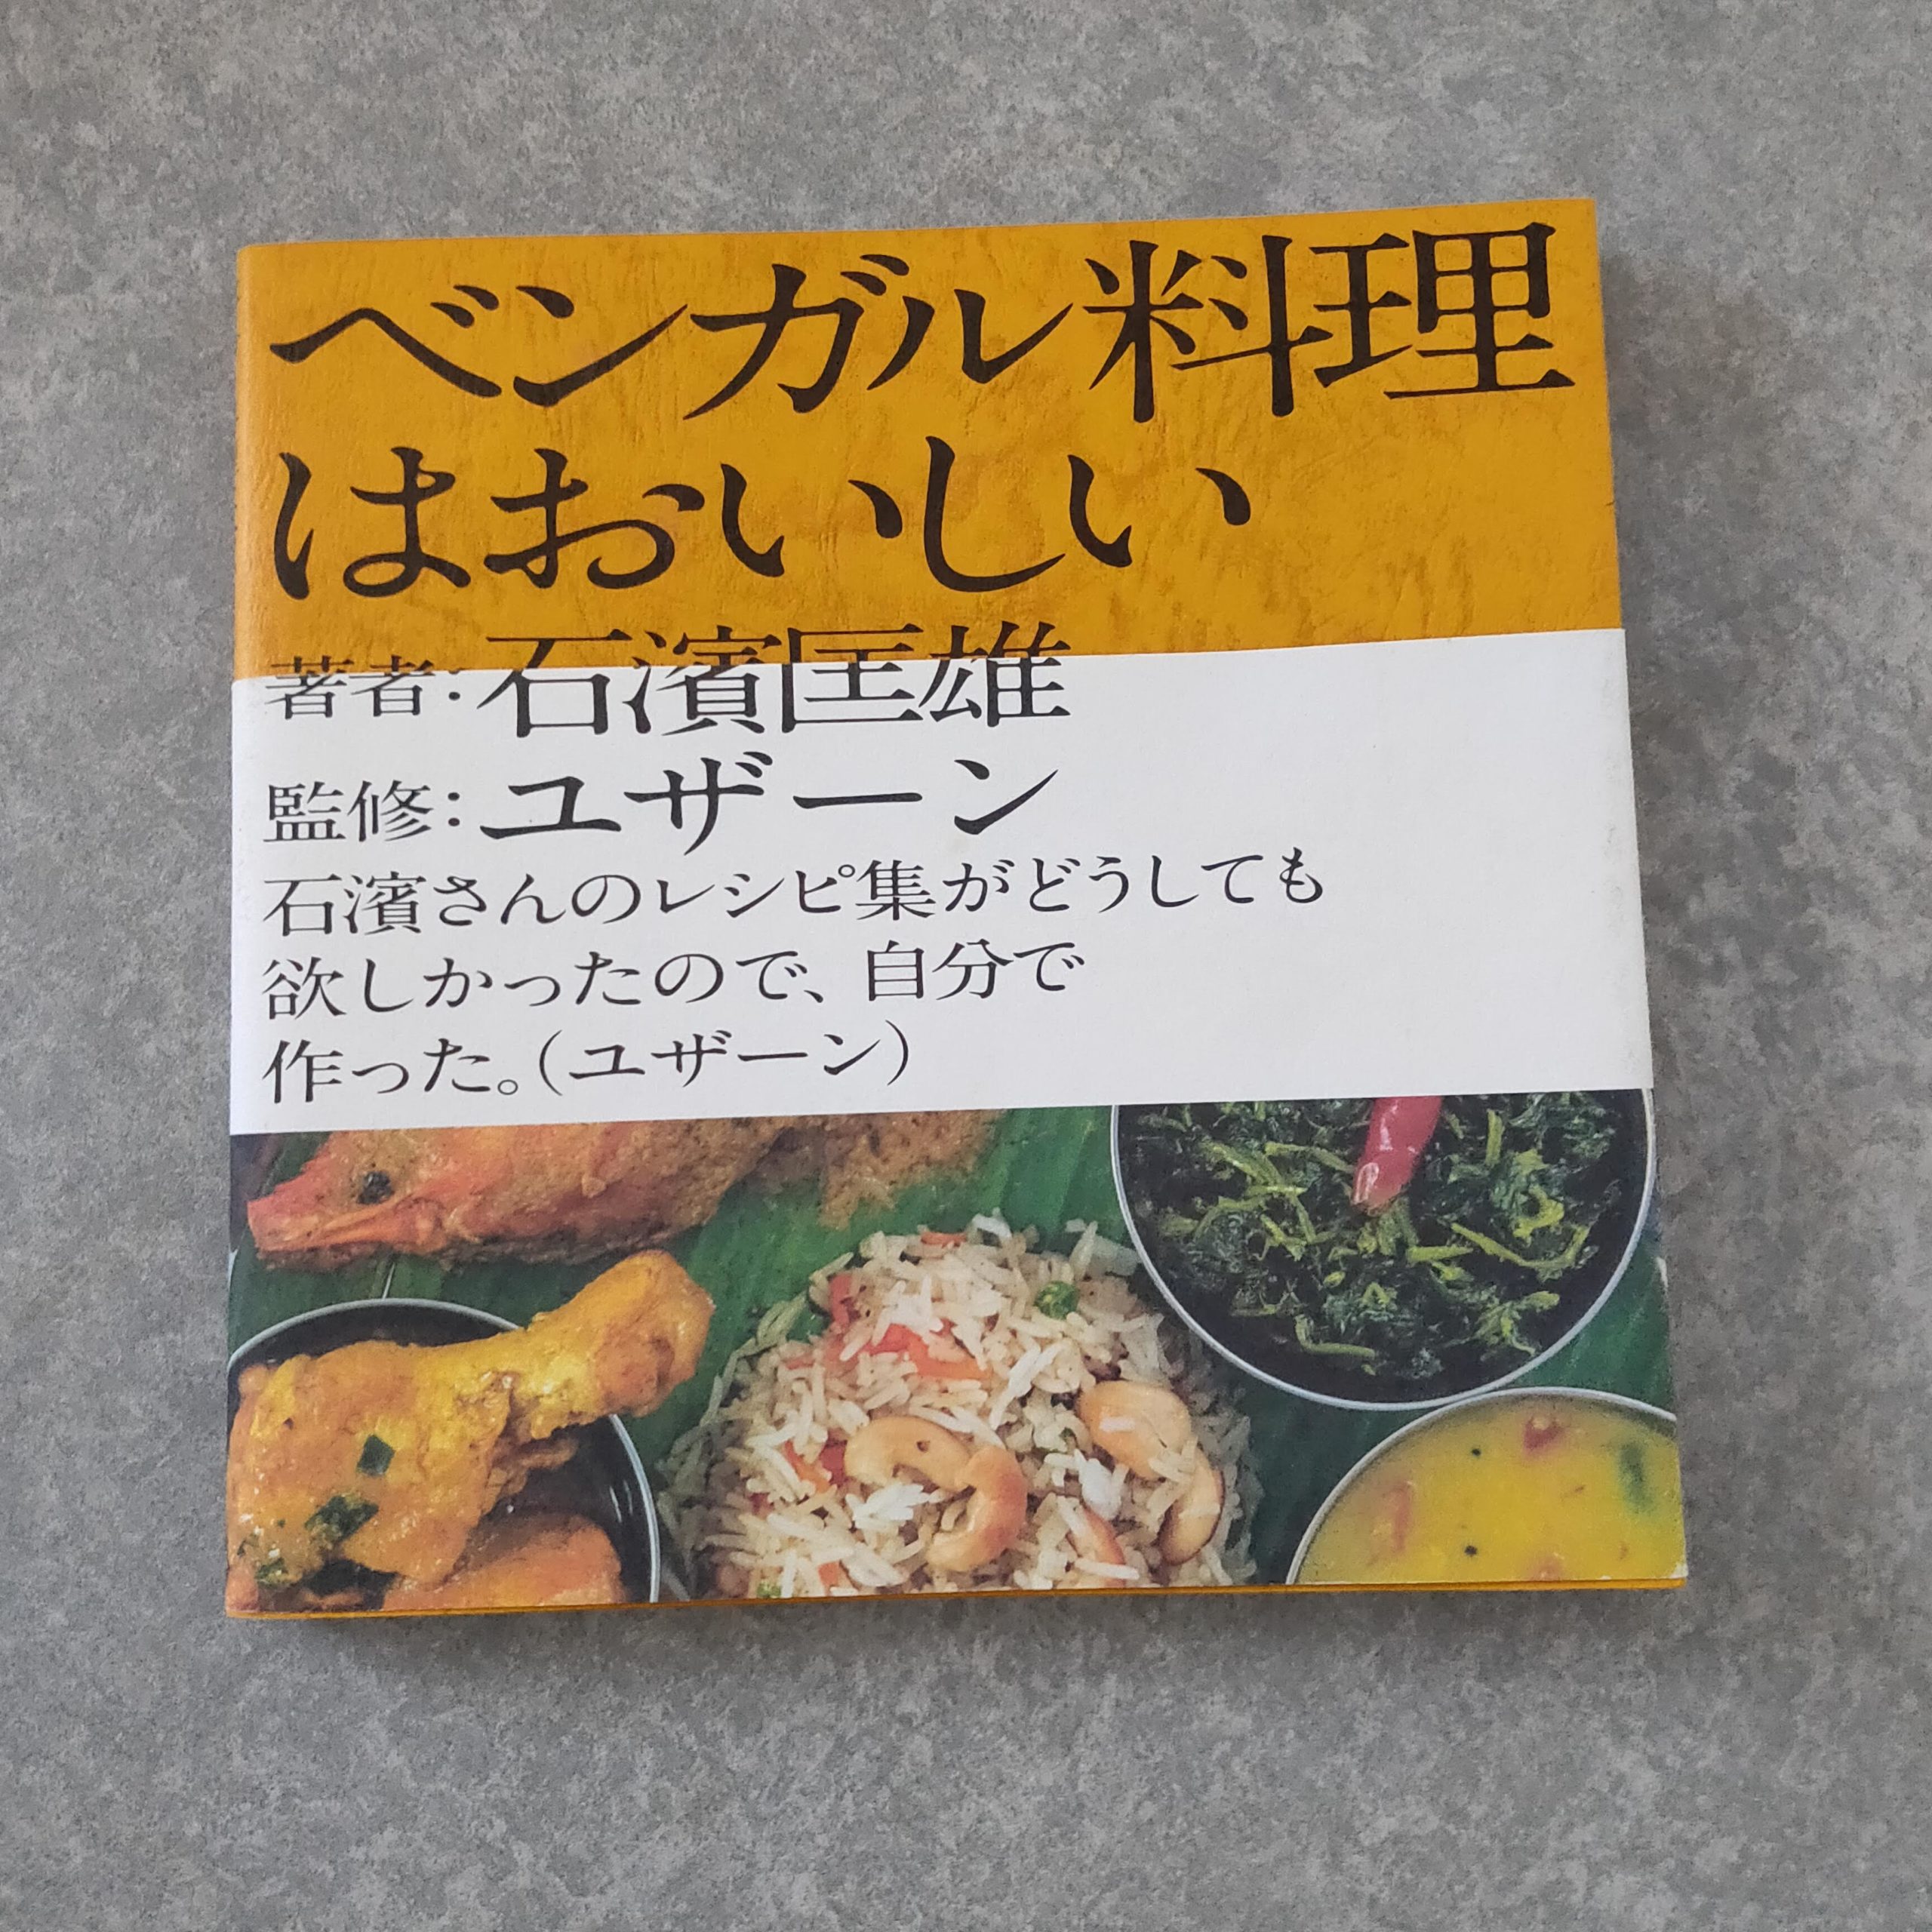 ベンガル料理
はおいしい
著者：石濱匡雄
監修：ユザーン
石濱さんのレシピ集がどうしても
欲しかったので、自分で
作った。（ユザーン）